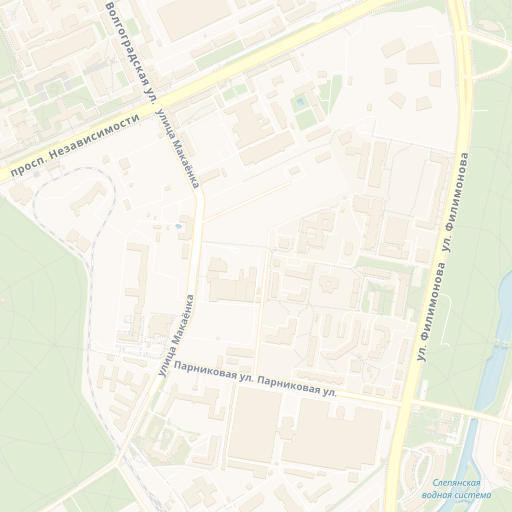 Волгоградская ул.
просп. Независимости
улица Макаёнка
ул. Филимонова
ул. Филимонова
улица Макаёнка
Парниковая ул.
Парниковая ул.
Слепянская
водная система